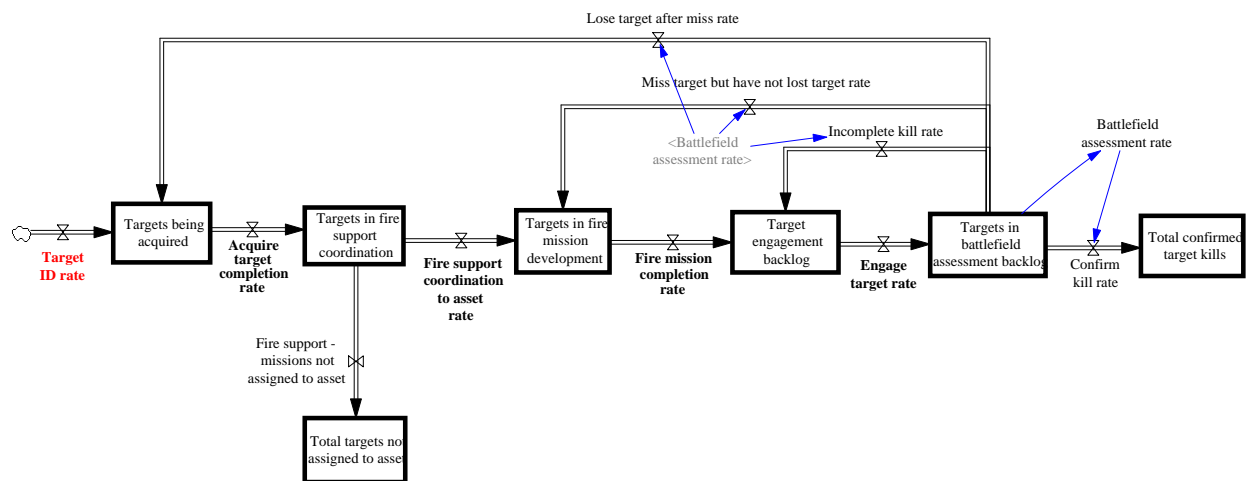 Lose target after miss rate
Miss target but have not lost target rate
<Battlefield
assessment rate>
Incomplete kill rate
Battlefield
assessment rate
Targets being
acquired
Targets in fire
support
coordination
Targets in fire
mission
development
Target
engagement
backlog
Targets in
battlefield
assessment backlog
Total confirmed
target kills
Target
ID rate
Acquire
target
completion
rate
Fire support
coordination
to asset
rate
Fire mission
completion
rate
Engage
target rate
Confirm
kill rate
Fire support -
missions not
assigned to asset
Total targets not
assigned to asset